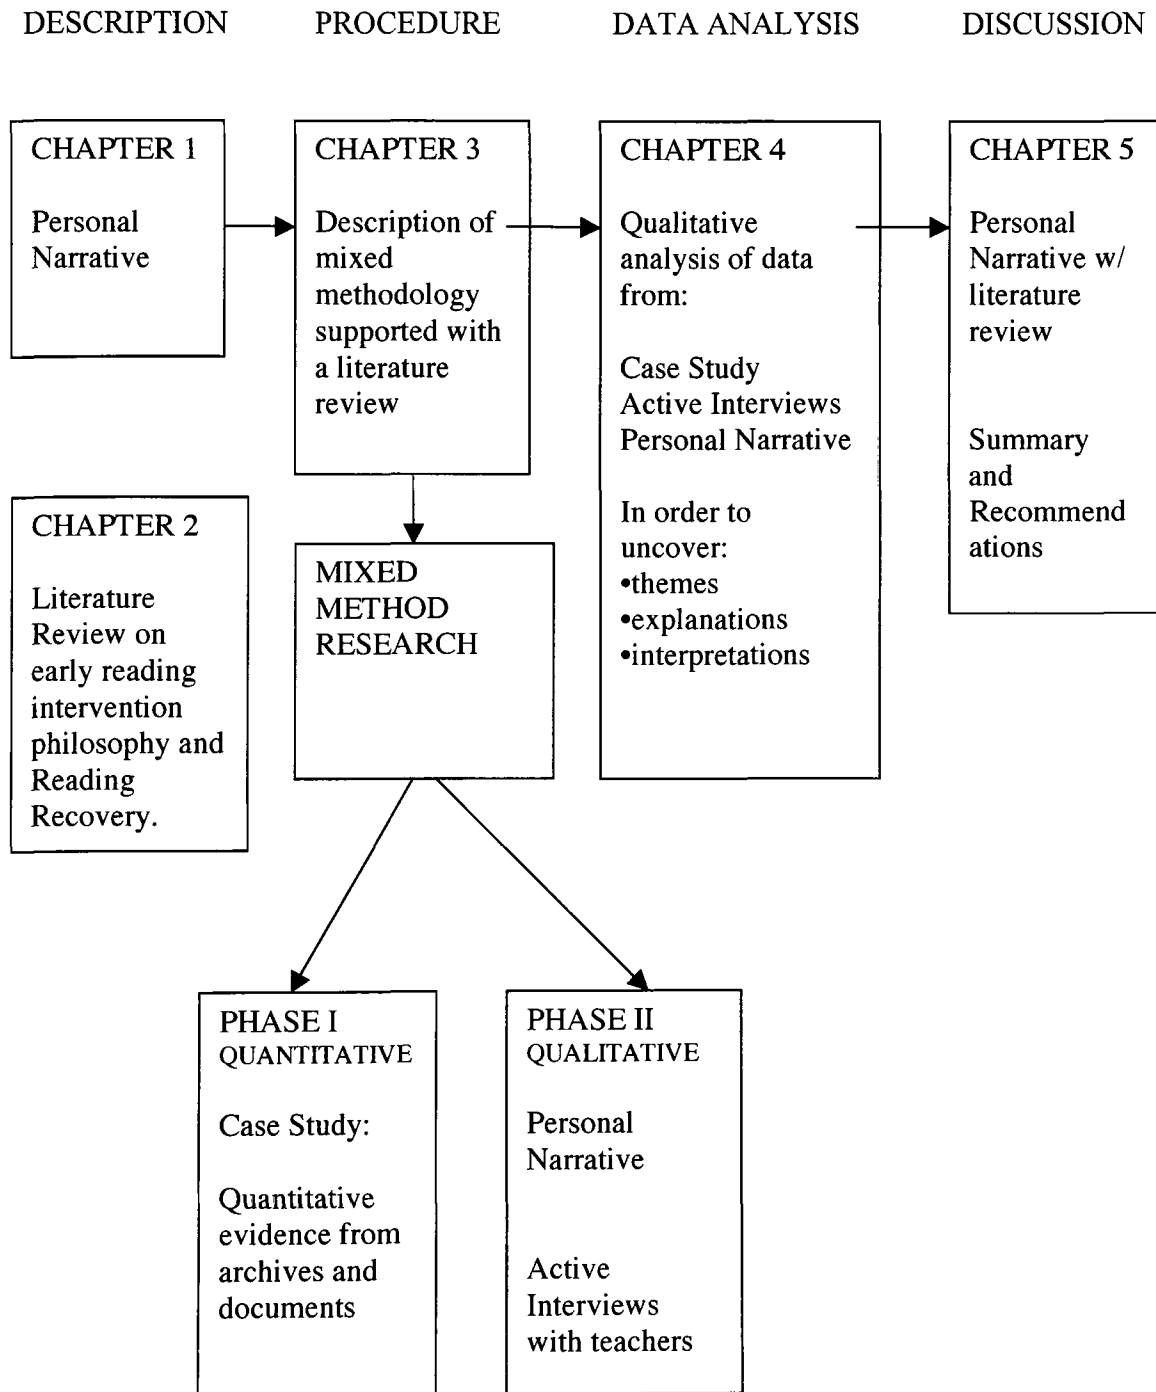 DESCRIPTION
PROCEDURE
DATA ANALYSIS
DISCUSSION
CHAPTER 1
Personal
Narrative
CHAPTER 2
Literature
Review on
early reading
intervention
philosophy and
Reading
Recovery.
CHAPTER 3
Description of
mixed
methodology
supported with
a literature
review
MIXED
METHOD
RESEARCH
PHASE I
QUANTITATIVE
Case Study:
Quantitative
evidence from
archives and
documents
PHASE II
QUALITATIVE
Personal
Narrative
Active
Interviews
with teachers
CHAPTER 4
Qualitative
analysis of data
from:
Case Study
Active Interviews
Personal Narrative
In order to
uncover:
•themes
•explanations
•interpretations
CHAPTER 5
Personal
Narrative w/
literature
review
Summary
and
Recommend
ations